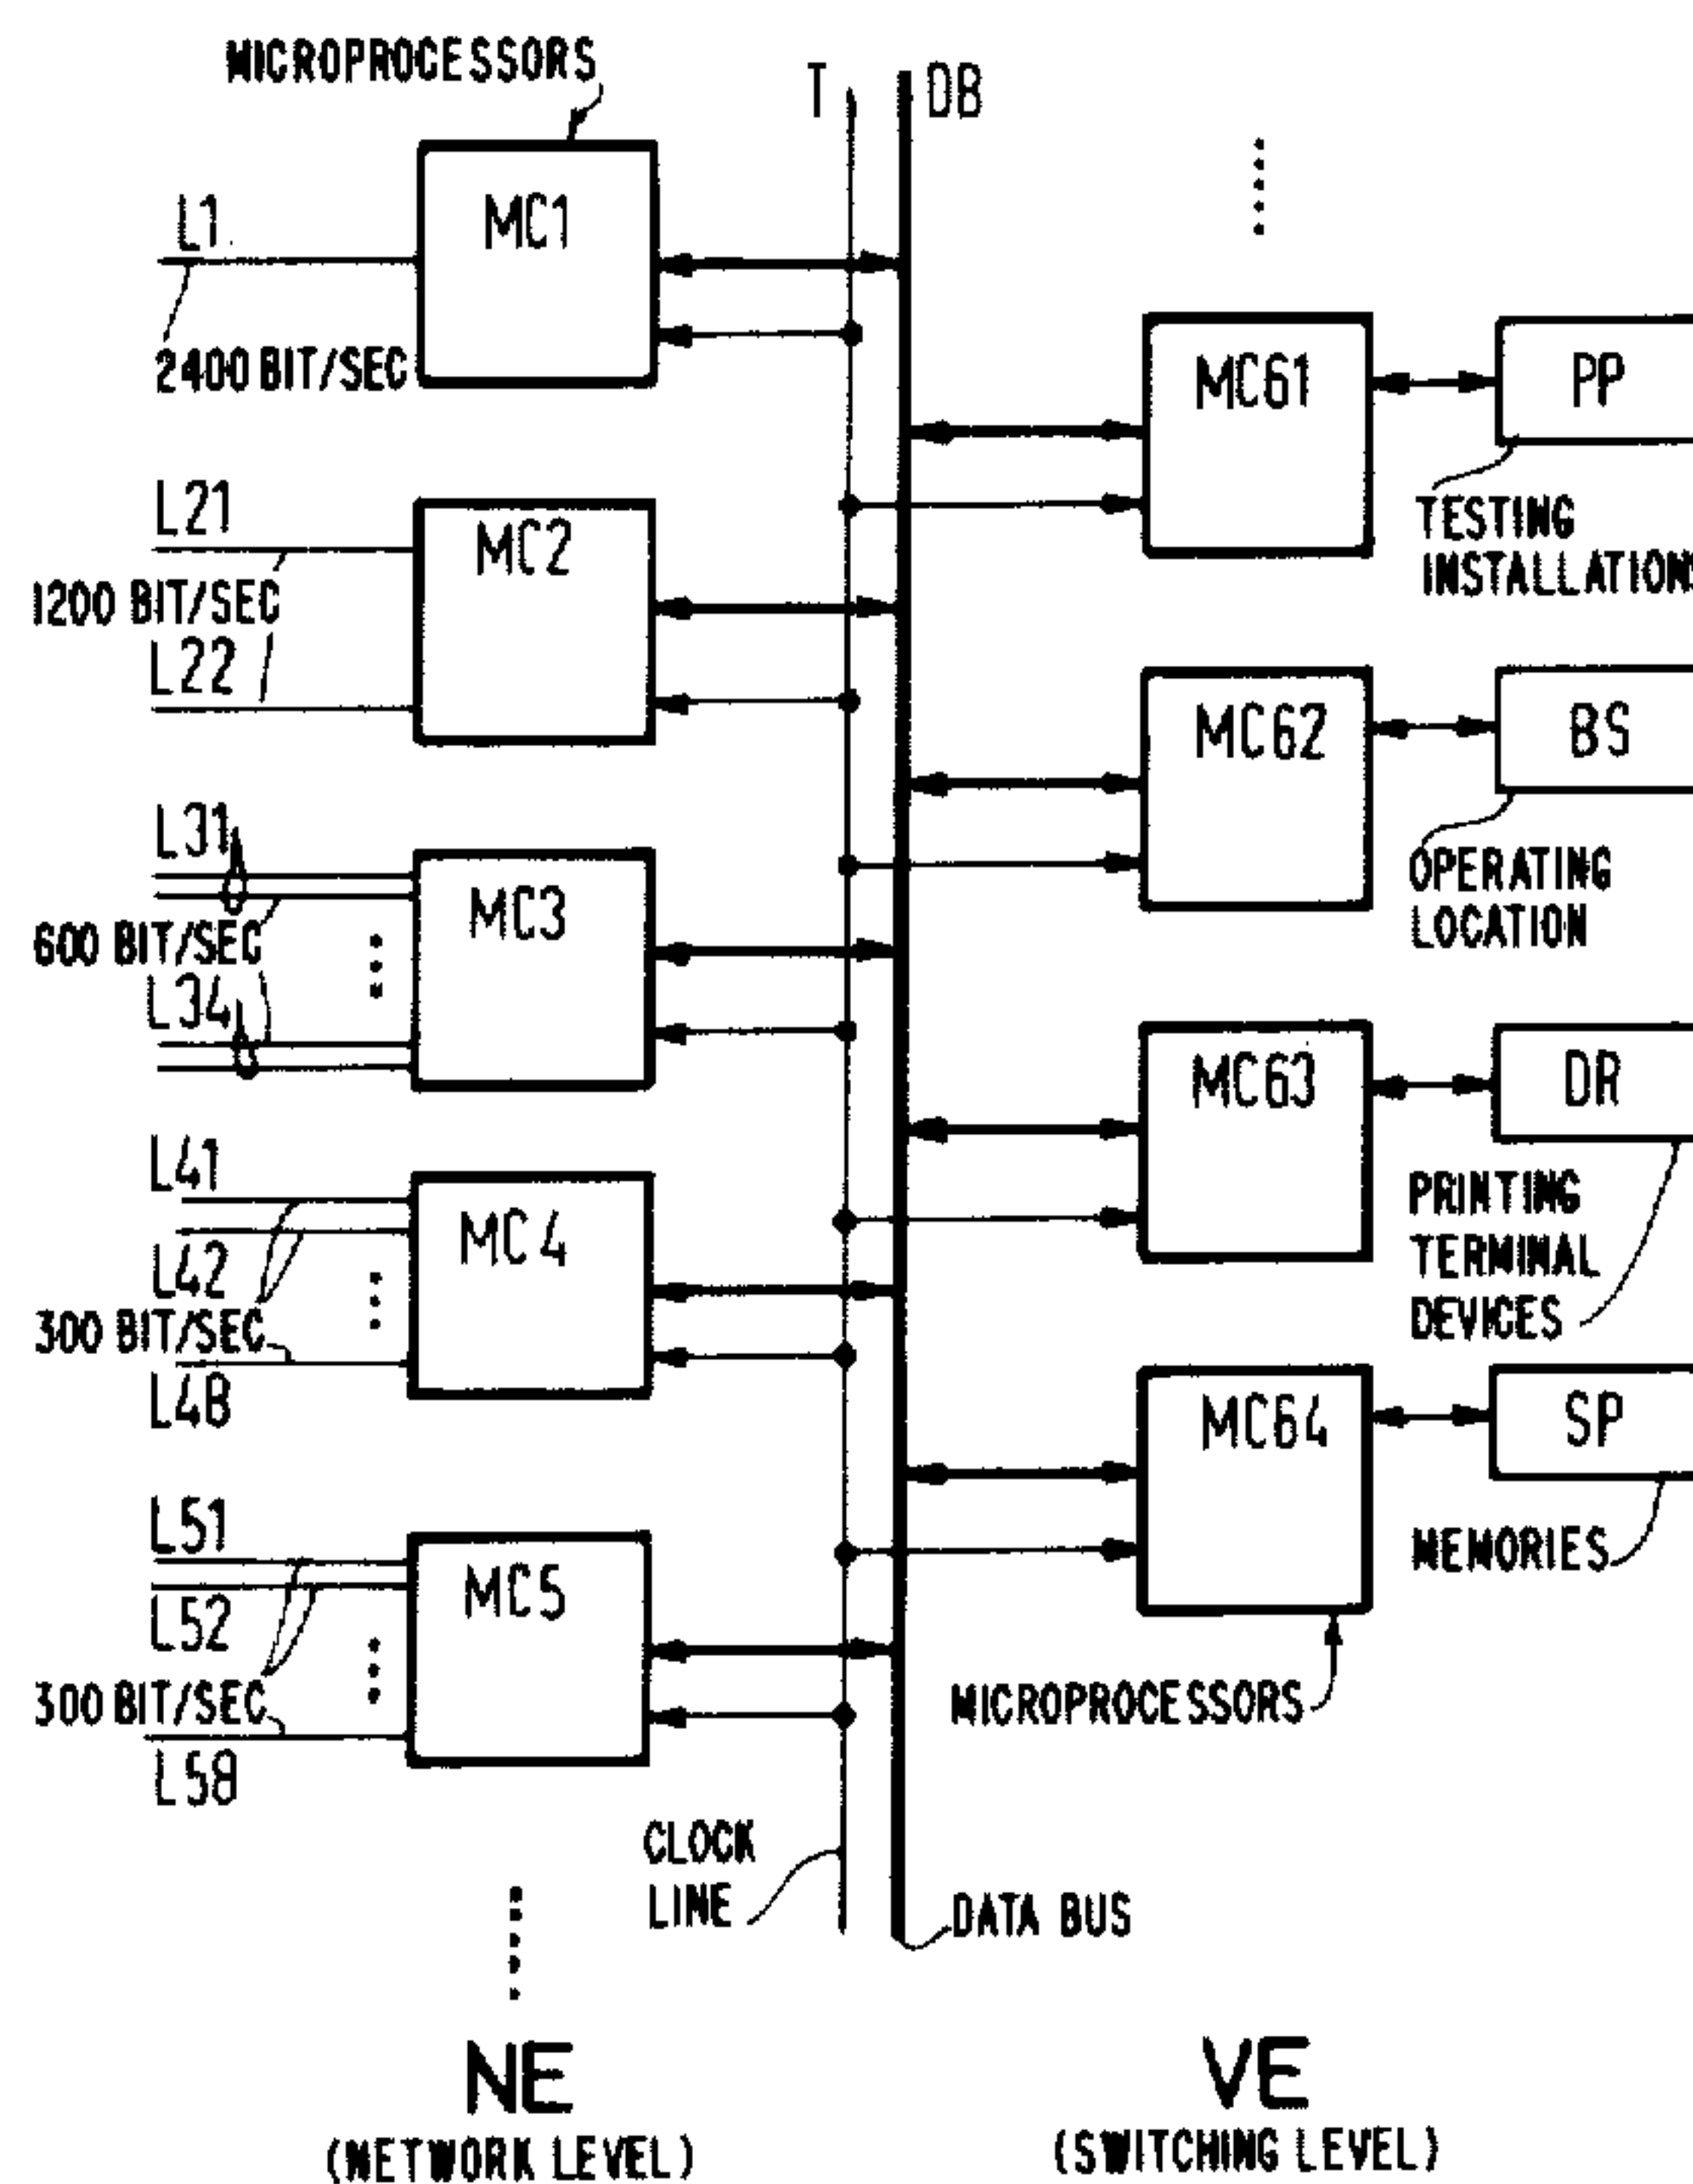 MICROPROCESSORS
T
DB
MC1
L1
2400 BIT/SEC
MC61
PP
TESTING
INSTALLATIONS
L21
MC2
1200 BIT/SEC
L22
MC62
BS
OPERATING
LOCATION
L31
MC3
600 BIT/SEC
L34
MC63
DR
PRINTING
TERMINAL
DEVICES
L41
MC4
L42
300 BIT/SEC
L48
MC64
SP
MEMORIES
L51
MC5
L52
300 BIT/SEC
L58
MICROPROCESSORS
CLOCK
LINE
DATA BUS
NE
(NETWORK LEVEL)
VE
(SWITCHING LEVEL)